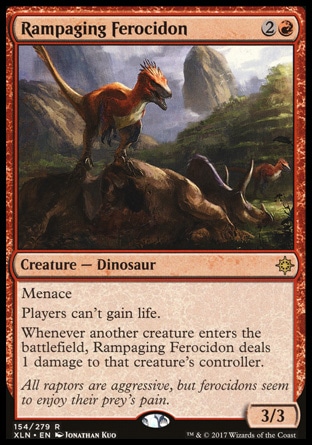 Rampaging Ferocidon 2
Creature — Dinosaur
Menace
Players can't gain life.
Whenever another creature enters the
battlefield, Rampaging Ferocidon deals
1 damage to that creature's controller.
All raptors are aggressive, but ferocidons seem
to enjoy their prey's pain.
3/3
154/279 R
XLN • EN Jonathan Kuo
™ & © 2017 Wizards of the Coast